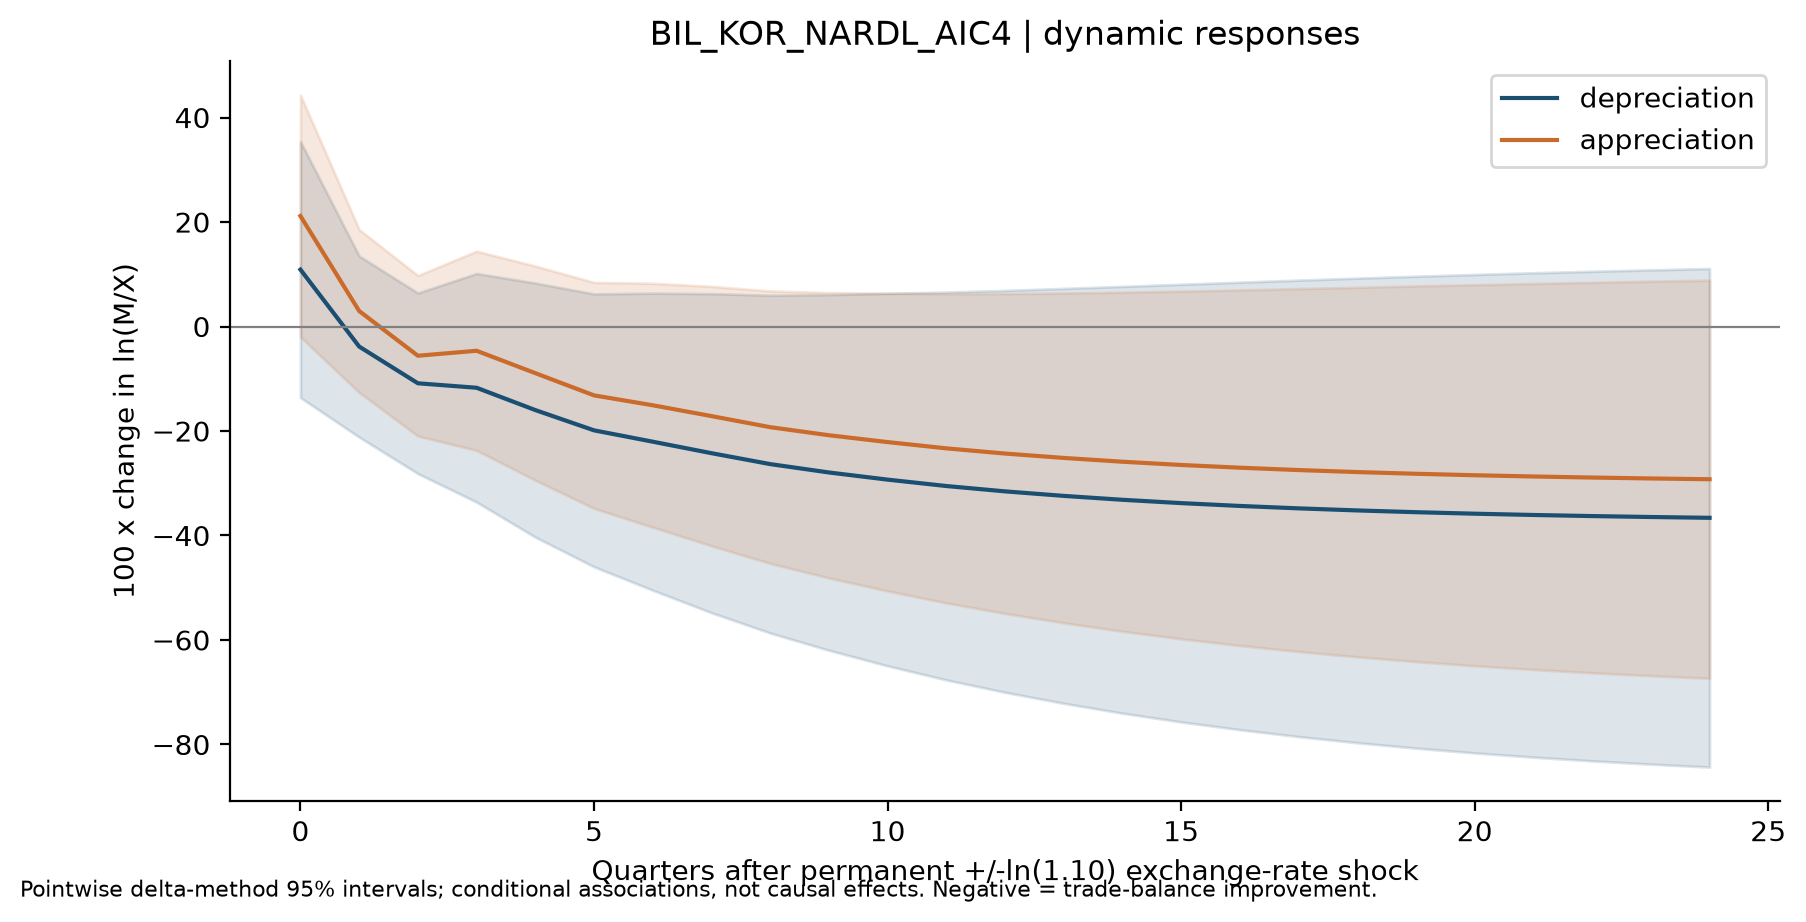 BIL_KOR_NARDL_AIC4 | dynamic responses
depreciation
appreciation
100 x change in ln(M/X)
40
20
0
−20
−40
−60
−80
0
5
10
15
20
25
Quarters after permanent +/-ln(1.10) exchange-rate shock
Pointwise delta-method 95% intervals; conditional associations, not causal effects. Negative = trade-balance improvement.